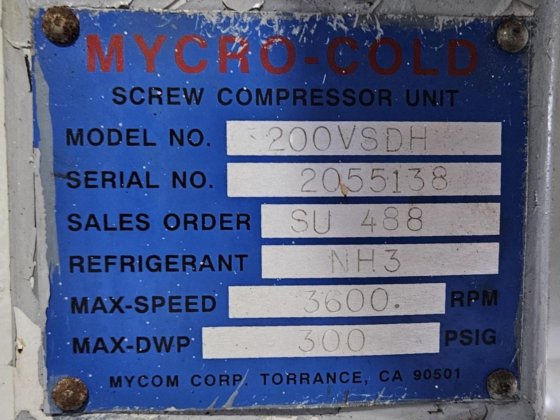 MYCRO-COLD
SCREW COMPRESSOR UNIT
MODEL NO. 200VSDH
SERIAL NO. 2055138
SALES ORDER SU 488
REFRIGERANT NH3
MAX-SPEED 3600. RPM
MAX-DWP 300 PSIG
MYCOM CORP. TORRANCE, CA 90501